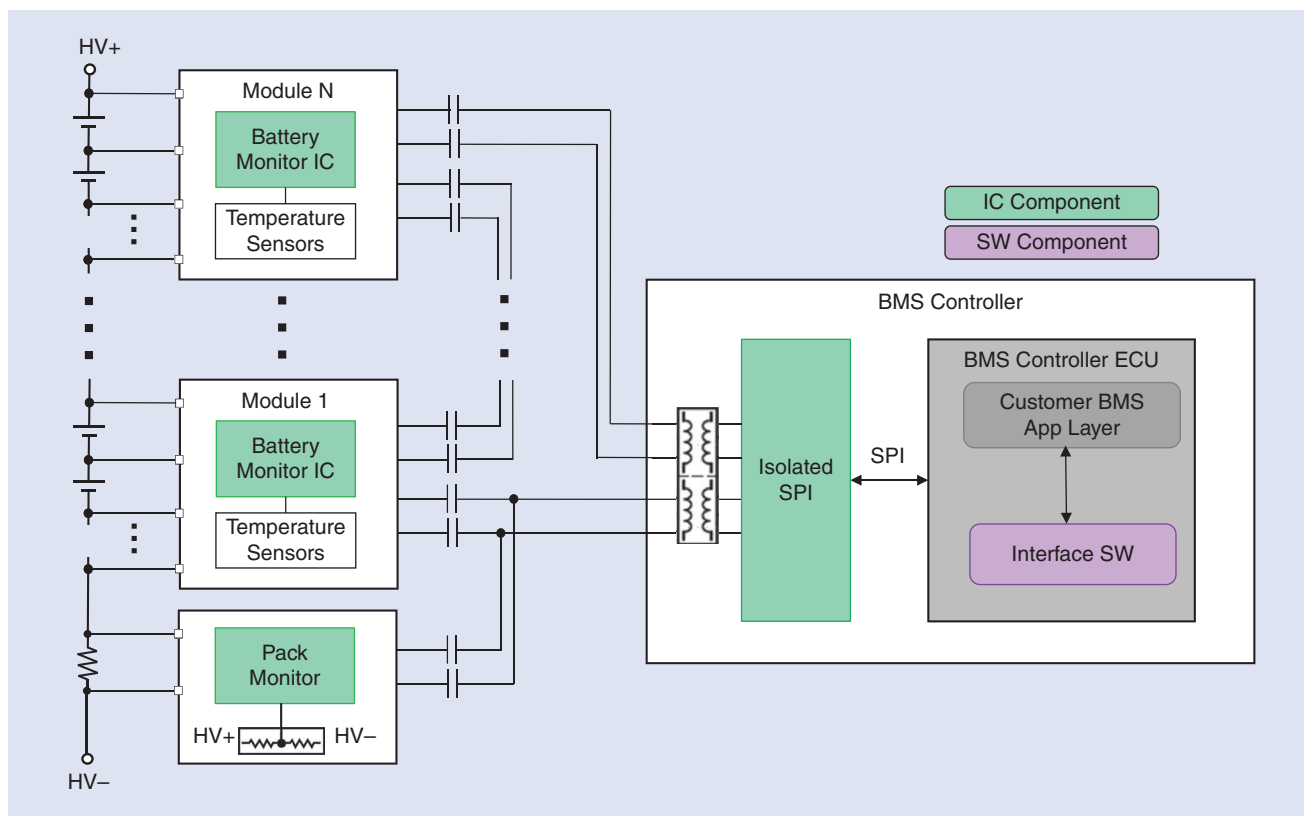 HV+
Module N
Battery
Monitor IC
Temperature
Sensors
IC Component
SW Component
BMS Controller
BMS Controller ECU
Customer BMS
App Layer
Isolated
SPI
SPI
Interface SW
Module 1
Battery
Monitor IC
Temperature
Sensors
Pack
Monitor
HV+
HV–
HV–